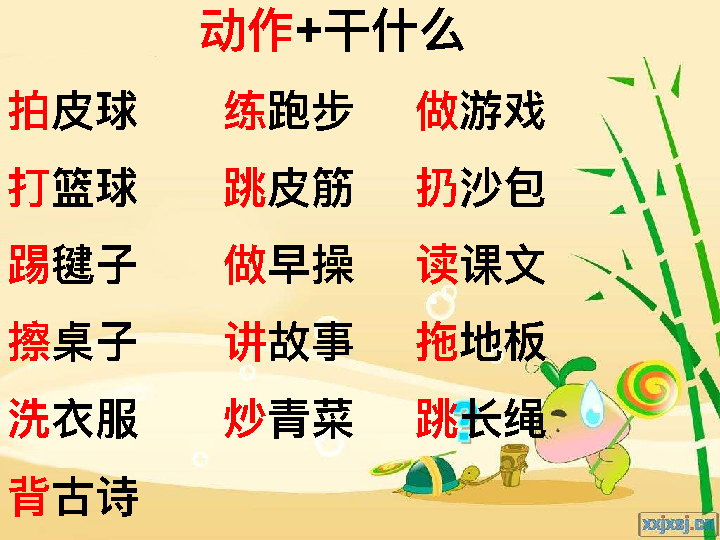 动作+干什么
拍皮球 练跑步 做游戏
打篮球 跳皮筋 扔沙包
踢毽子 做早操 读课文
擦桌子 讲故事 拖地板
洗衣服 炒青菜 跳长绳
背古诗
xxjxsj.cn